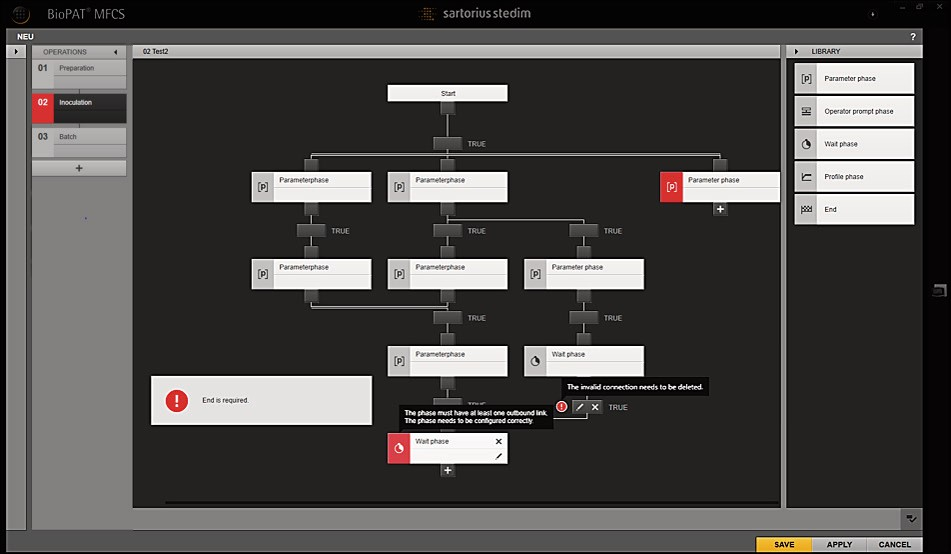 BioPAT® MFCS
sartorius stedim
NEU
?
OPERATIONS
02 Test2
LIBRARY
01 Preparation
02 Inoculation
03 Batch
+
Start
TRUE
[P] Parameterphase
[P] Parameterphase
[P] Parameter phase
+
TRUE
TRUE
TRUE
[P] Parameterphase
[P] Parameterphase
[P] Parameter phase
TRUE
TRUE
[P] Parameterphase
Wait phase
The invalid connection needs to be deleted.
! End is required.
TRUE
! TRUE
The phase must have at least one outbound link.
The phase needs to be configured correctly.
Wait phase
+
[P] Parameter phase
Operator prompt phase
Wait phase
Profile phase
End
SAVE
APPLY
CANCEL